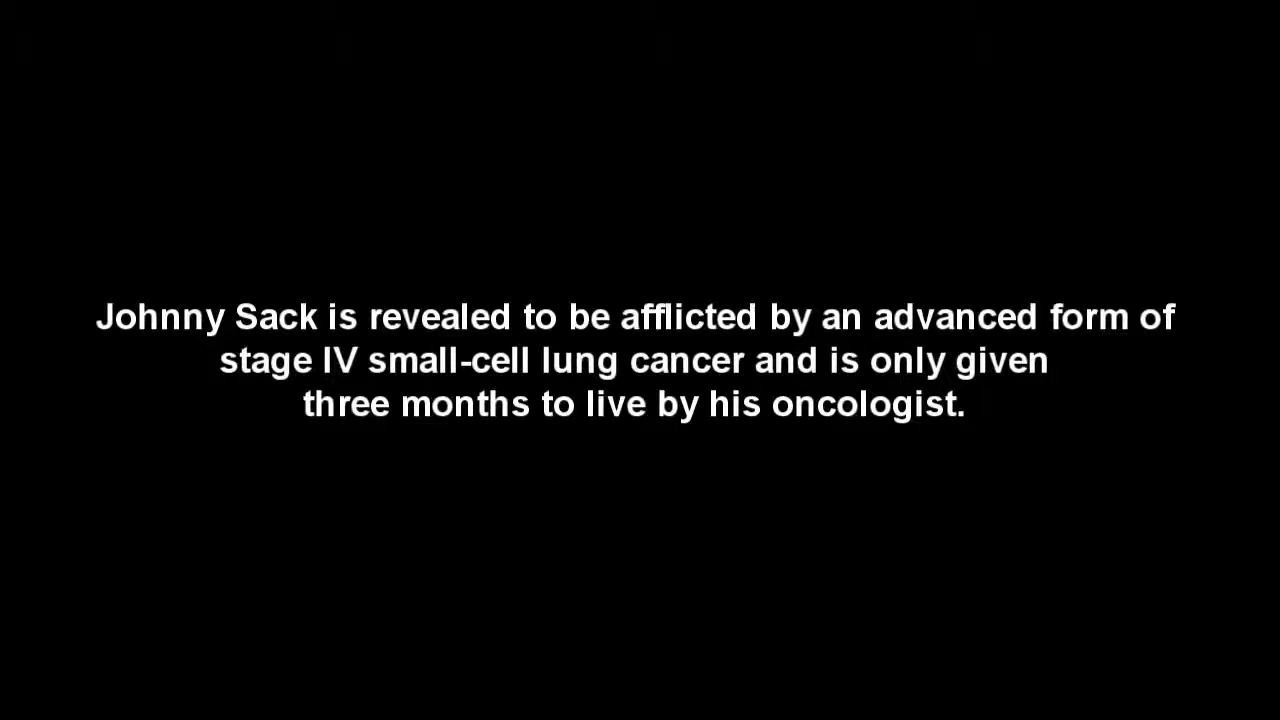 Johnny Sack is revealed to be afflicted by an advanced form of
stage IV small-cell lung cancer and is only given
three months to live by his oncologist.